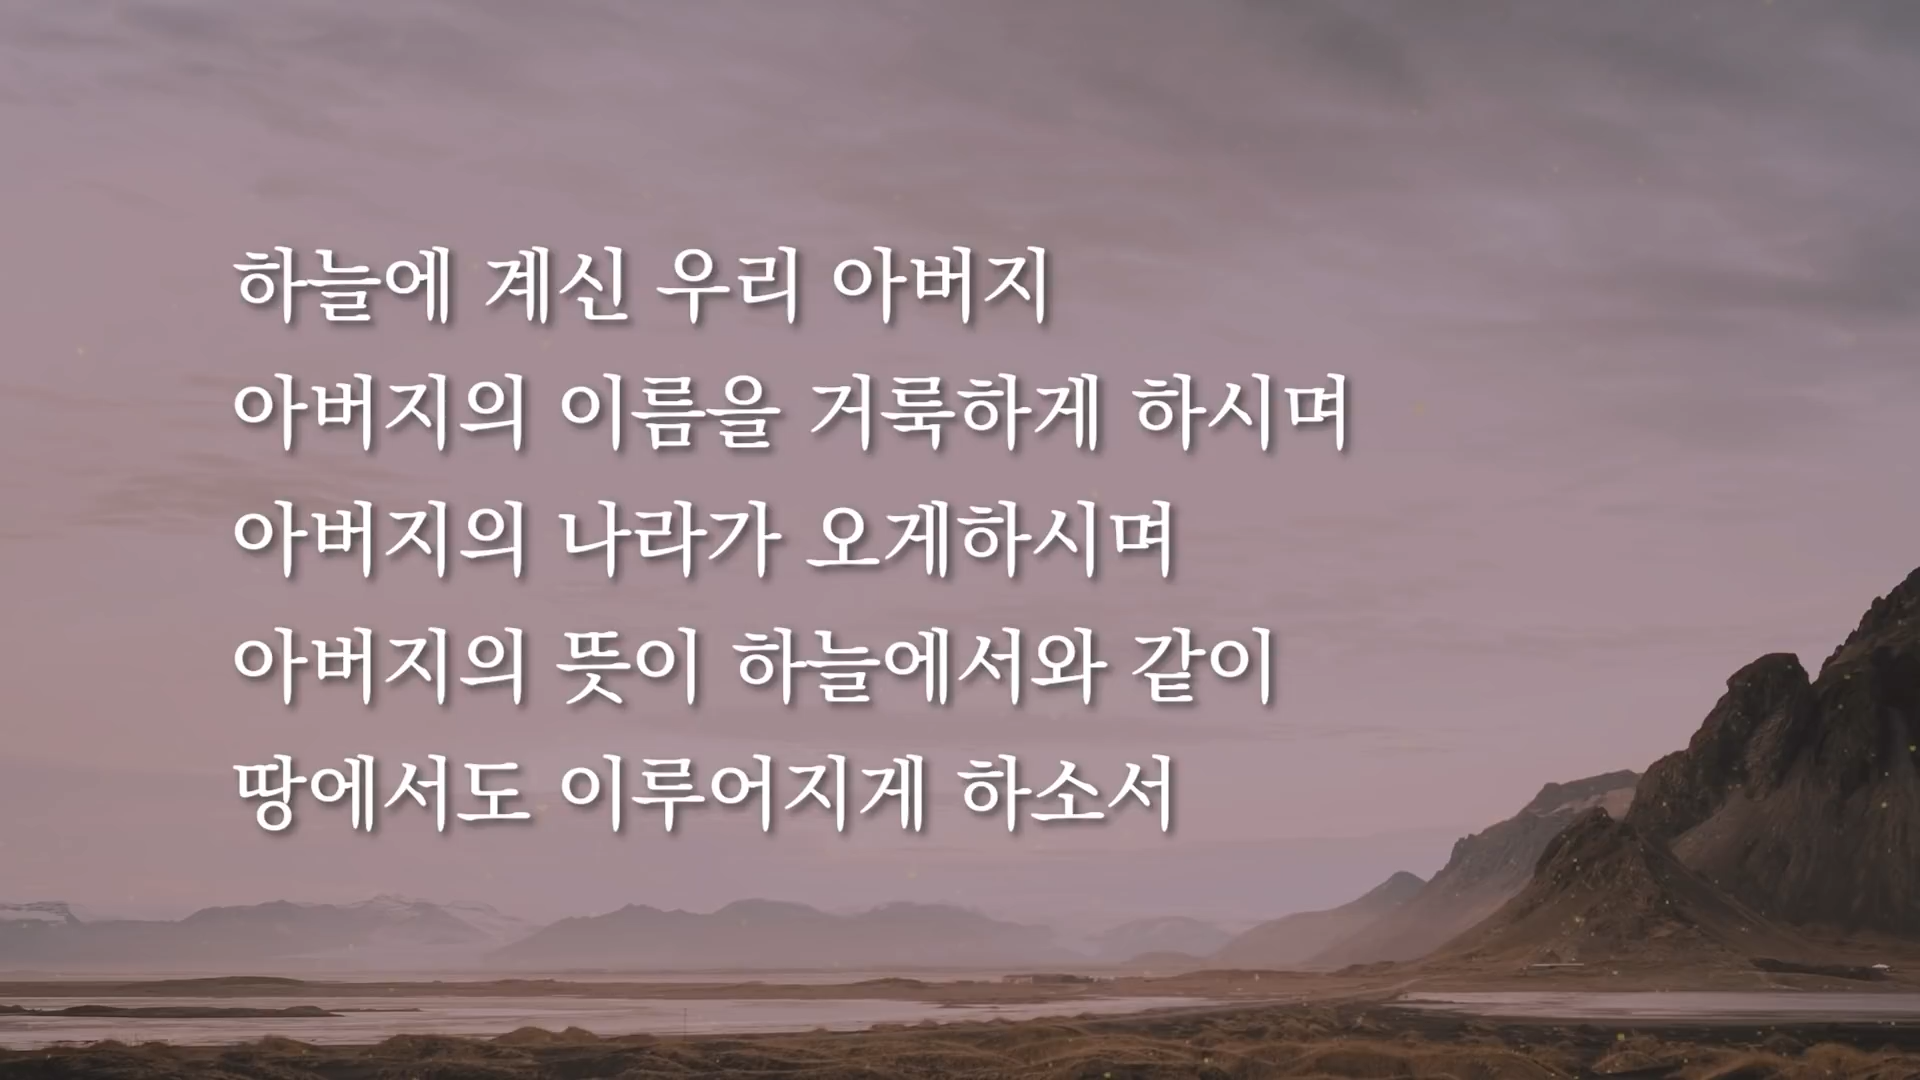 하늘에 계신 우리 아버지
아버지의 이름을 거룩하게 하시며
아버지의 나라가 오게하시며
아버지의 뜻이 하늘에서와 같이
땅에서도 이루어지게 하소서